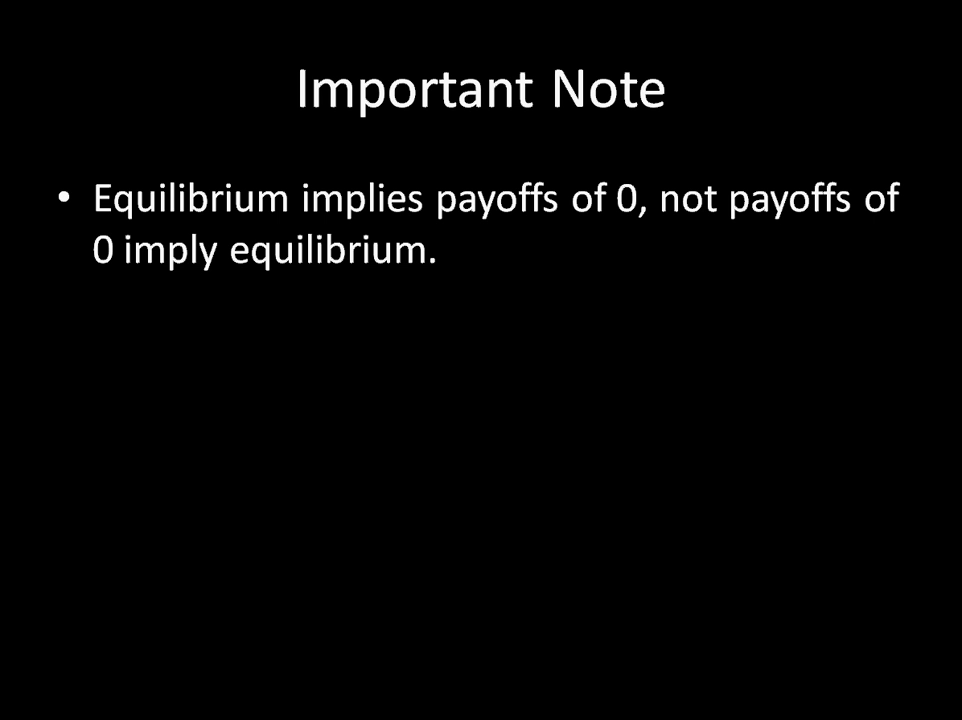 Important Note
• Equilibrium implies payoffs of 0, not payoffs of
0 imply equilibrium.